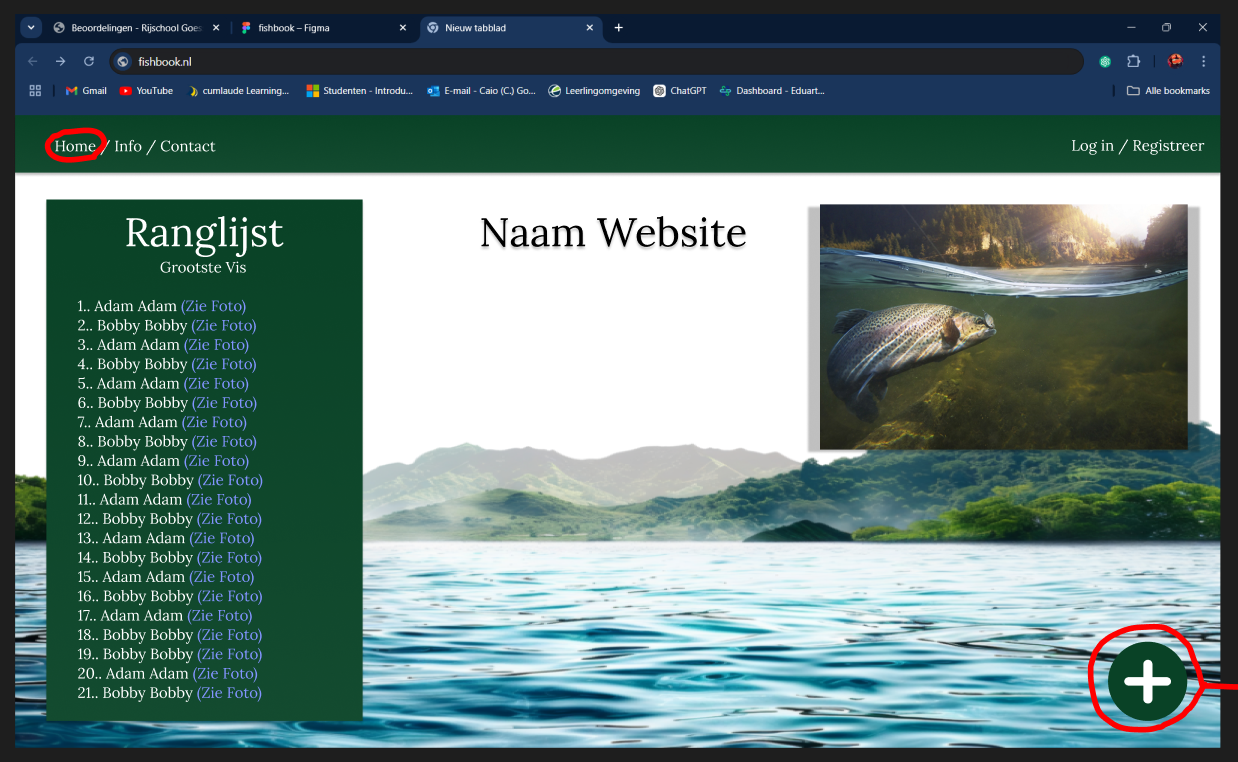 Beoordelingen - Rijschool Goes
fishbook – Figma
Nieuw tabblad
fishbook.nl
Gmail
YouTube
cumlaude Learning...
Studenten - Introdu...
E-mail - Caio (C.) Go...
Leerlingomgeving
ChatGPT
Dashboard - Eduart...
Alle bookmarks
Home / Info / Contact
Log in / Registreer
Ranglijst
Grootste Vis
1.. Adam Adam (Zie Foto)
2.. Bobby Bobby (Zie Foto)
3.. Adam Adam (Zie Foto)
4.. Bobby Bobby (Zie Foto)
5.. Adam Adam (Zie Foto)
6.. Bobby Bobby (Zie Foto)
7.. Adam Adam (Zie Foto)
8.. Bobby Bobby (Zie Foto)
9.. Adam Adam (Zie Foto)
10.. Bobby Bobby (Zie Foto)
11.. Adam Adam (Zie Foto)
12.. Bobby Bobby (Zie Foto)
13.. Adam Adam (Zie Foto)
14.. Bobby Bobby (Zie Foto)
15.. Adam Adam (Zie Foto)
16.. Bobby Bobby (Zie Foto)
17.. Adam Adam (Zie Foto)
18.. Bobby Bobby (Zie Foto)
19.. Bobby Bobby (Zie Foto)
20.. Adam Adam (Zie Foto)
21.. Bobby Bobby (Zie Foto)
Naam Website